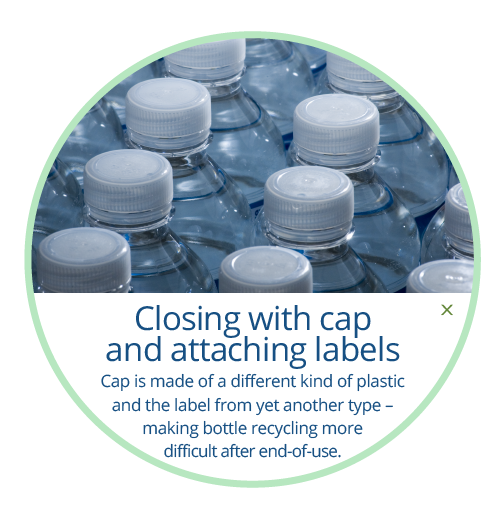 Closing with cap
and attaching labels
Cap is made of a different kind of plastic
and the label from yet another type –
making bottle recycling more
difficult after end-of-use.